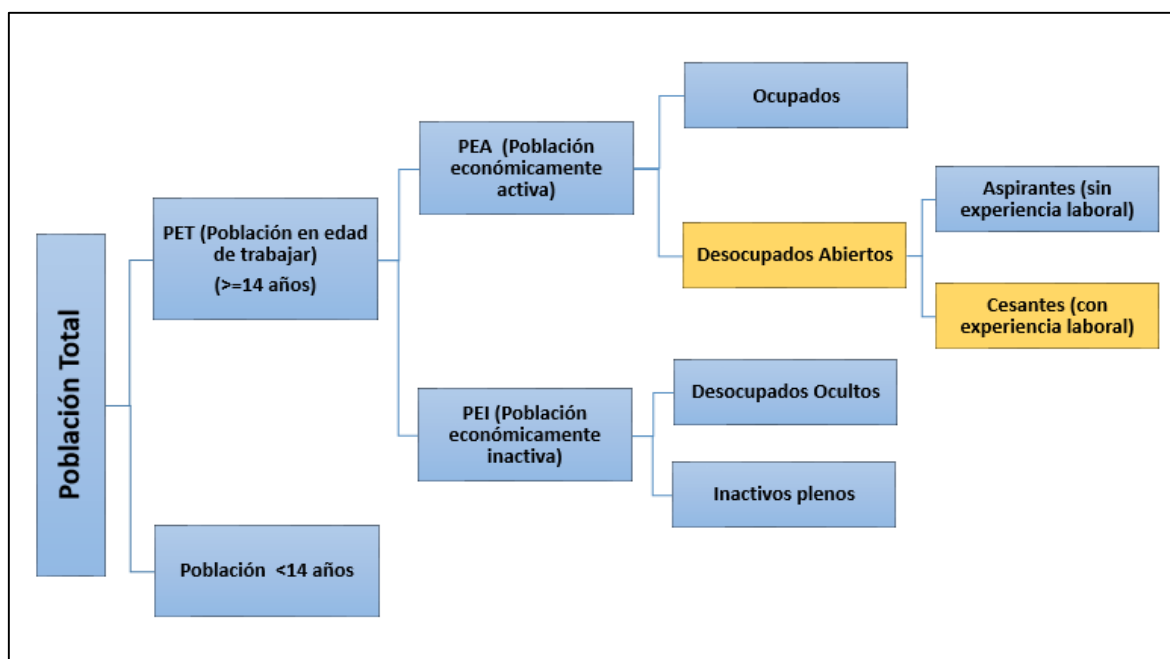 Población Total
PET (Población en edad
de trabajar)
(>=14 años)
Población <14 años
PEA (Población
económicamente
activa)
PEI (Población
económicamente
inactiva)
Ocupados
Desocupados Abiertos
Desocupados Ocultos
Inactivos plenos
Aspirantes (sin
experiencia laboral)
Cesantes (con
experiencia laboral)